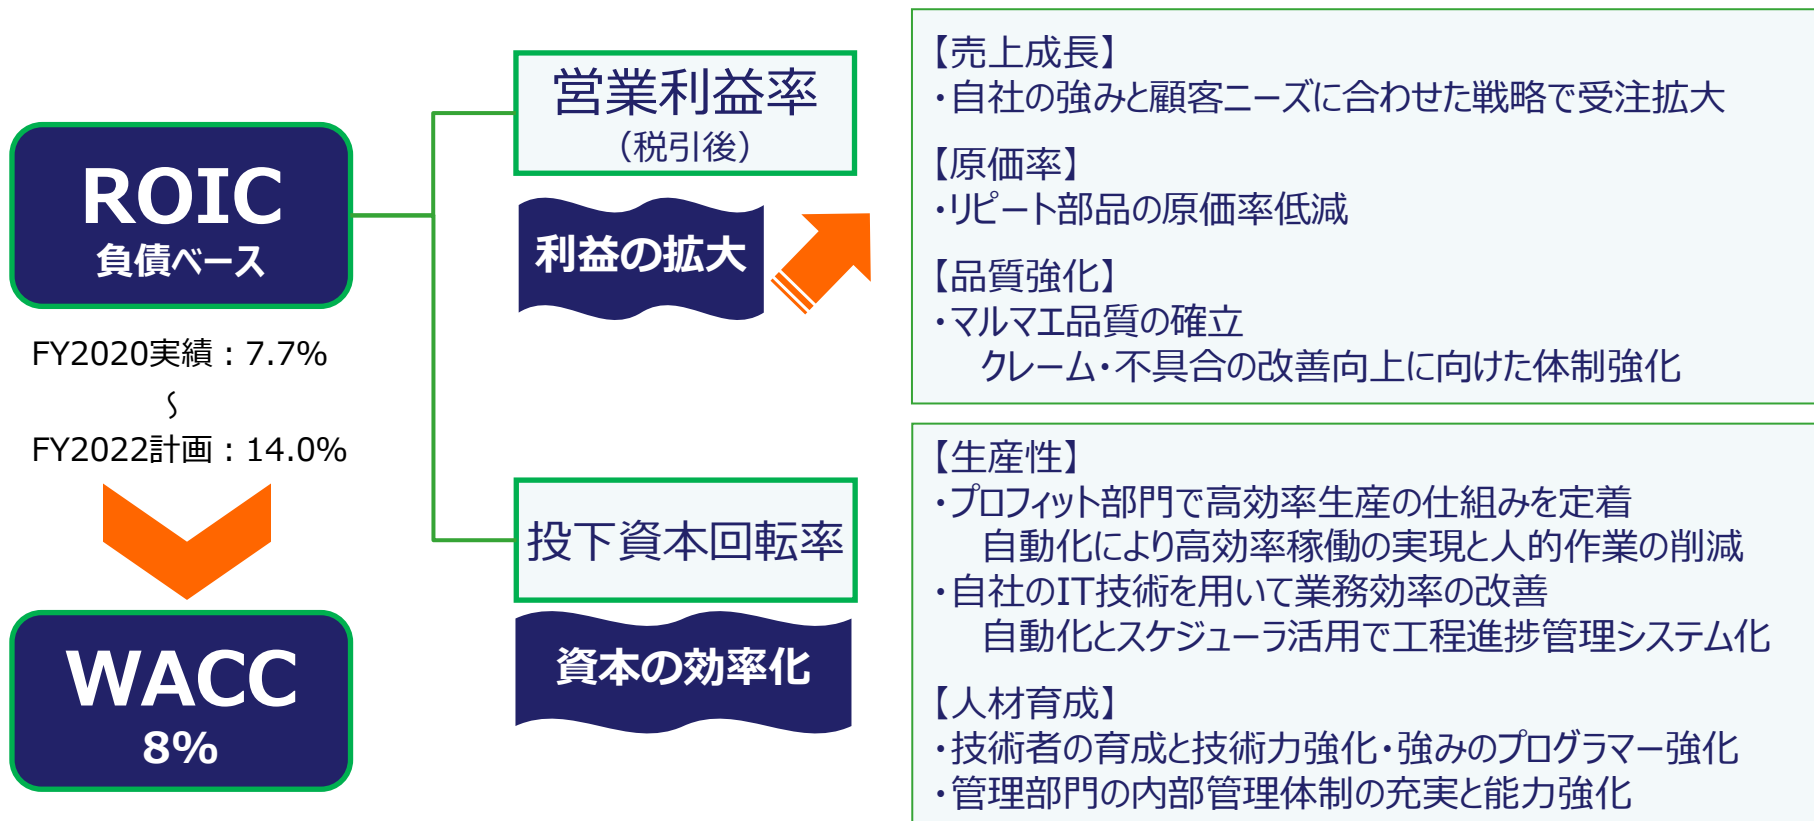 ROIC
負債ベース
FY2020実績：7.7%
～
FY2022計画：14.0%
WACC
8%
営業利益率
（税引後）
利益の拡大
投下資本回転率
資本の効率化
【売上成長】
・自社の強みと顧客ニーズに合わせた戦略で受注拡大
【原価率】
・リピート部品の原価率低減
【品質強化】
・マルマエ品質の確立
クレーム・不具合の改善向上に向けた体制強化
【生産性】
・プロフィット部門で高効率生産の仕組みを定着
自動化により高効率稼働の実現と人的作業の削減
・自社のIT技術を用いて業務効率の改善
自動化とスケジューラ活用で工程進捗管理システム化
【人材育成】
・技術者の育成と技術力強化・強みのプログラマー強化
・管理部門の内部管理体制の充実と能力強化